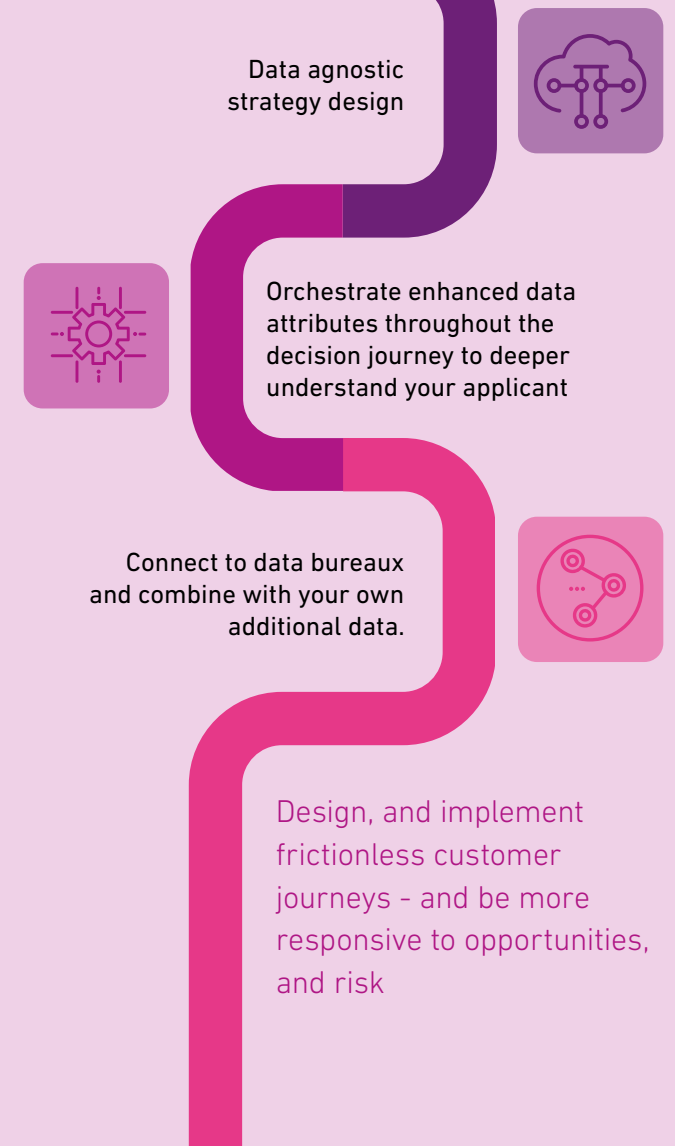 Data agnostic
strategy design
Orchestrate enhanced data
attributes throughout the
decision journey to deeper
understand your applicant
Connect to data bureaux
and combine with your own
additional data.
Design, and implement
frictionless customer
journeys - and be more
responsive to opportunities,
and risk